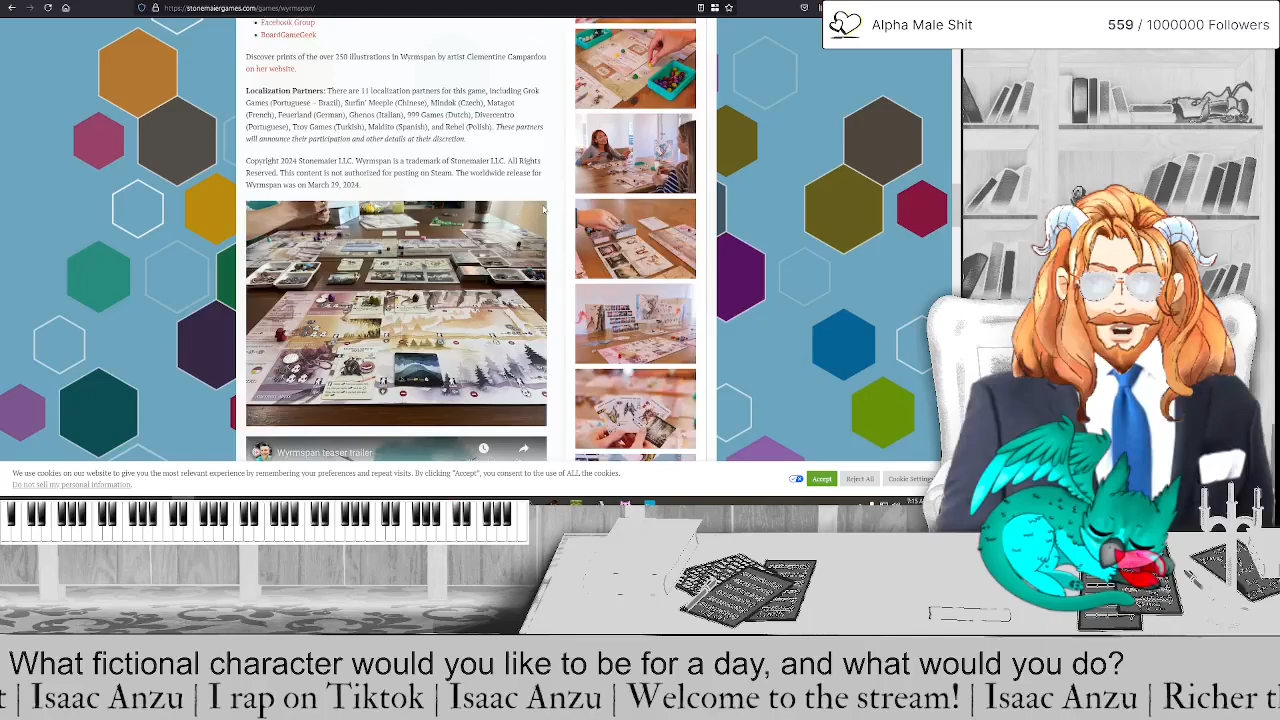 https://stonemaiergames.com/games/wyrmspan/
Alpha Male Shit
559 / 1000000 Followers
Facebook Group
BoardGameGeek
Discover prints of the over 250 illustrations in Wyrmspan by artist Clementine Campardou
on her website.
Localization Partners: There are 11 localization partners for this game, including Grok
Games (Portuguese – Brazil), Surfin' Meeple (Chinese), Mindok (Czech), Matagot
(French), Feuerland (German), Ghenos (Italian), 999 Games (Dutch), Divercentro
(Portuguese), Troy Games (Turkish), Maldito (Spanish), and Rebel (Polish). These partners
will announce their participation and other details at their discretion.
Copyright 2024 Stonemaier LLC. Wyrmspan is a trademark of Stonemaier LLC. All Rights
Reserved. This content is not authorized for posting on Steam. The worldwide release for
Wyrmspan was on March 29, 2024.
Wyrmspan teaser trailer
We use cookies on our website to give you the most relevant experience by remembering your preferences and repeat visits. By clicking "Accept", you consent to the use of ALL the cookies.
Do not sell my personal information.
Accept
Reject All
Cookie Settings
What fictional character would you like to be for a day, and what would you do?
t | Isaac Anzu | I rap on Tiktok | Isaac Anzu | Welcome to the stream! | Isaac Anzu | Richer th